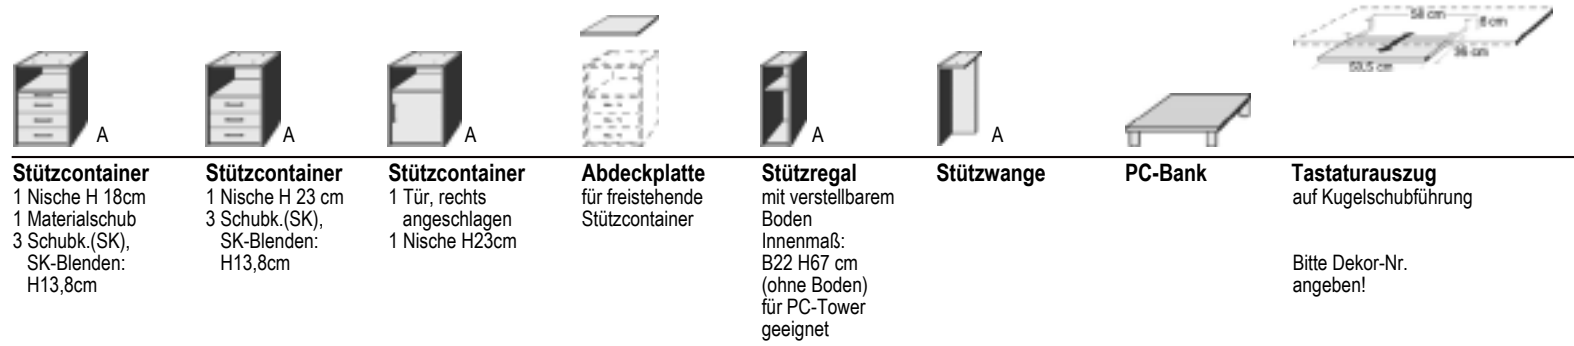 58 cm
6 cm
36 cm
53,5 cm
A
A
A
A
A
Stützcontainer
1 Nische H 18cm
1 Materialschub
3 Schubk.(SK),
SK-Blenden:
H13,8cm
Stützcontainer
1 Nische H 23 cm
3 Schubk.(SK),
SK-Blenden:
H13,8cm
Stützcontainer
1 Tür, rechts
angeschlagen
1 Nische H23cm
Abdeckplatte
für freistehende
Stützcontainer
Stützregal
mit verstellbarem
Boden
Innenmaß:
B22 H67 cm
(ohne Boden)
für PC-Tower
geeignet
Stützwange
PC-Bank
Tastaturauszug
auf Kugelschubführung
Bitte Dekor-Nr.
angeben!